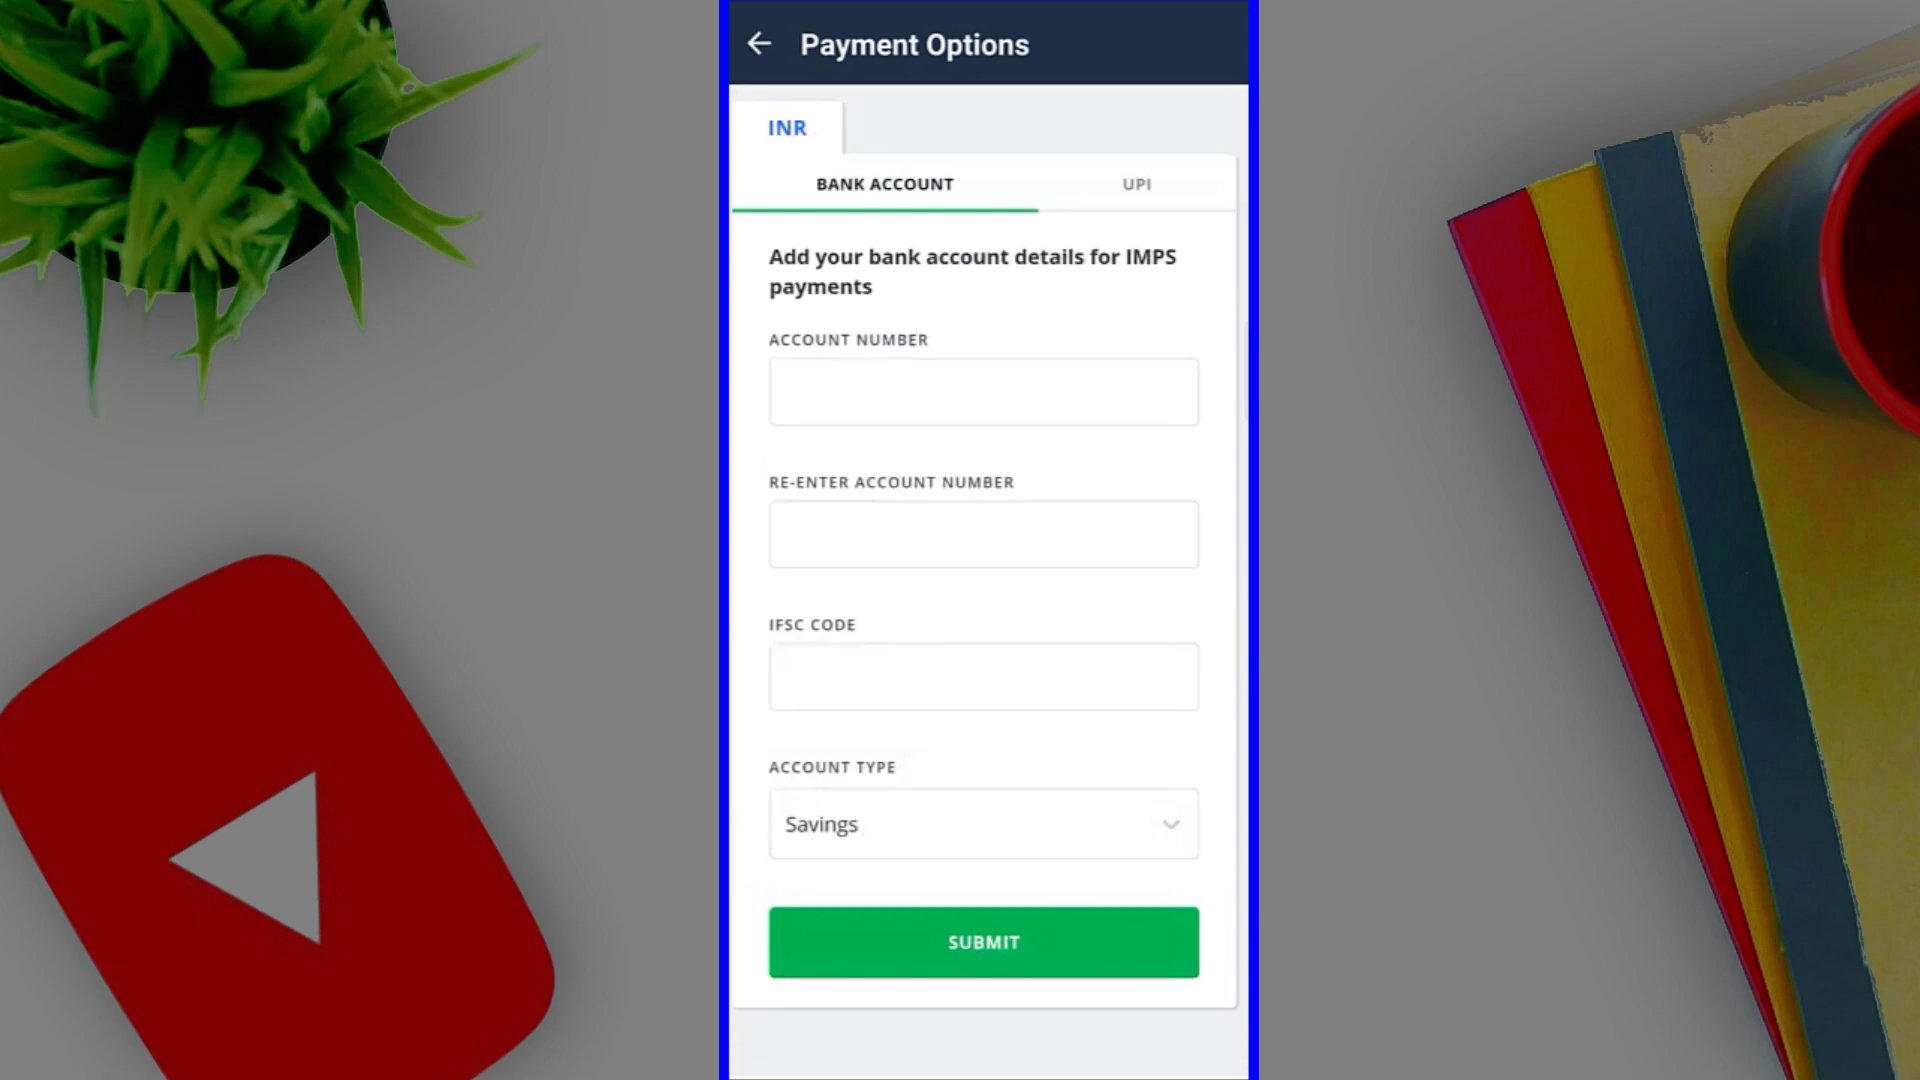 Payment Options
INR
BANK ACCOUNT
UPI
Add your bank account details for IMPS
payments
ACCOUNT NUMBER
RE-ENTER ACCOUNT NUMBER
IFSC CODE
ACCOUNT TYPE
Savings
SUBMIT